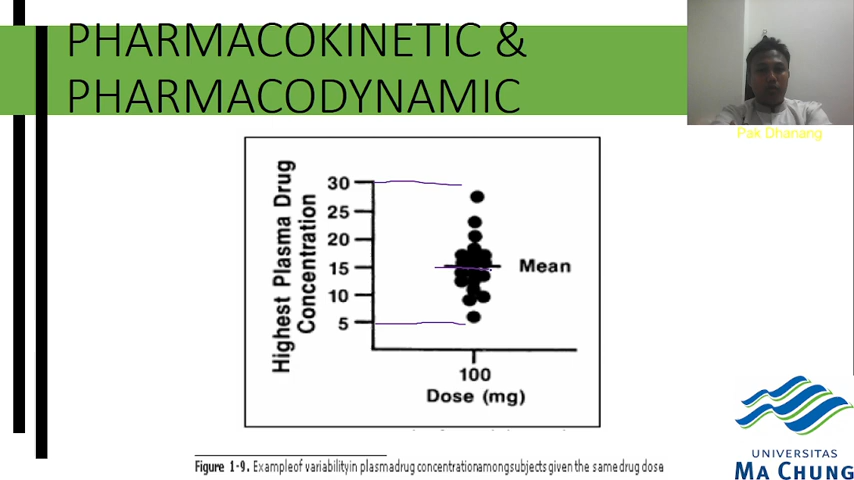 PHARMACOKINETIC &
PHARMACODYNAMIC
Pak Dhanang
Highest Plasma Drug
Concentration
30
25
20
15
10
5
Mean
100
Dose (mg)
Figure 1-9. Example of variability in plasma drug concentration among subjects given the same drug dose
UNIVERSITAS
MA CHUNG